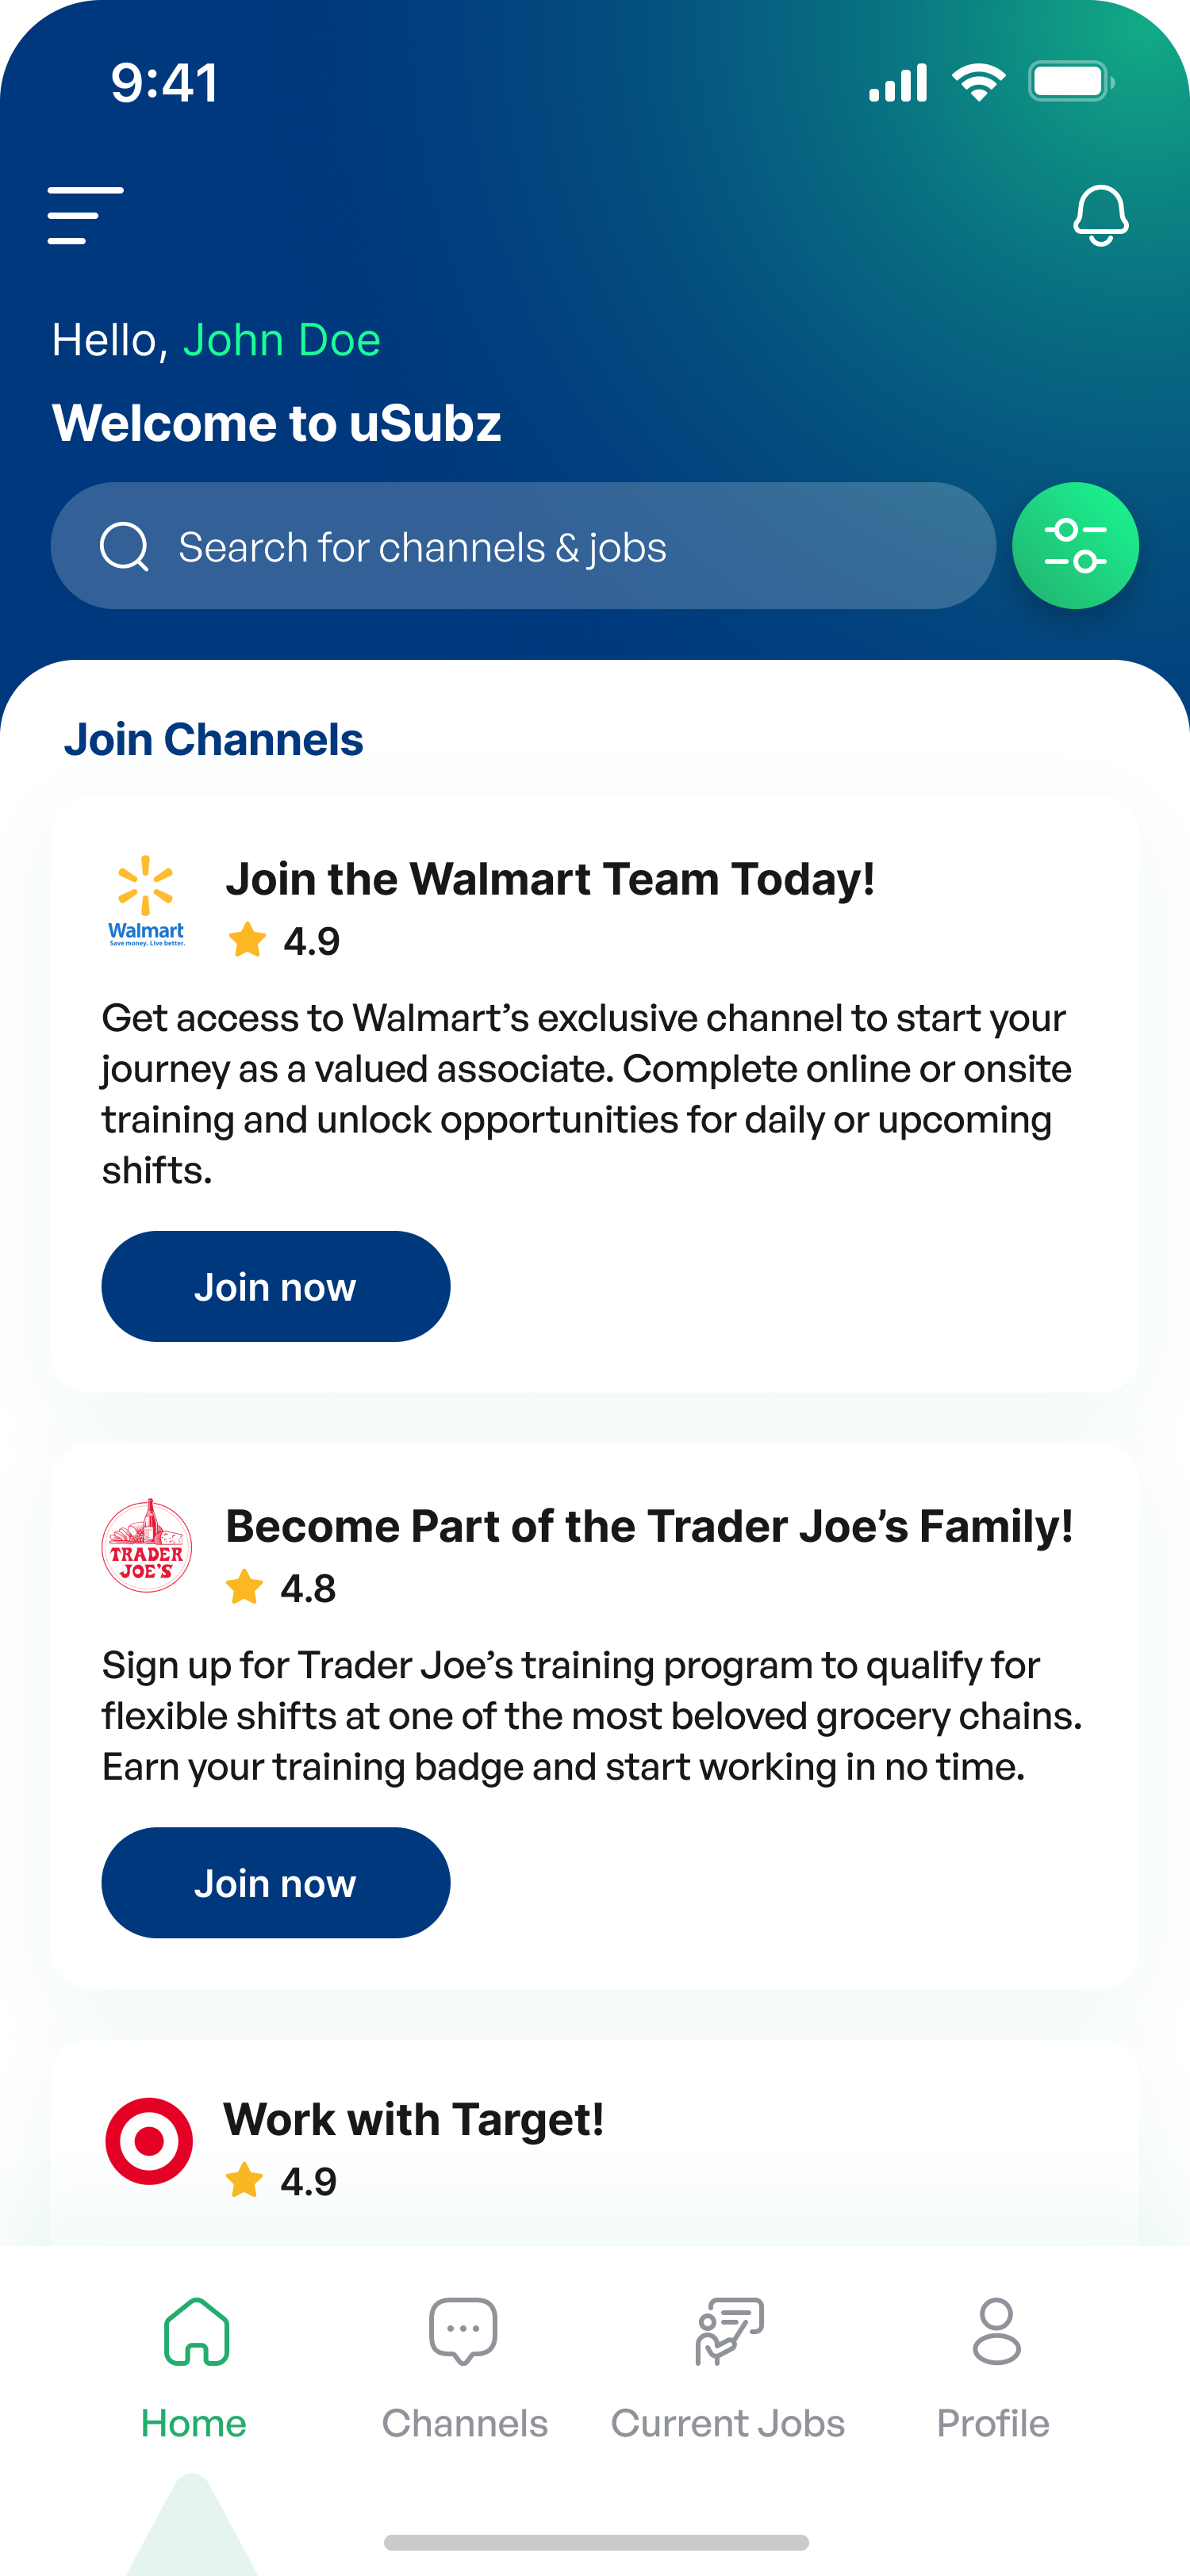 9:41
Hello, John Doe
Welcome to uSubz
Search for channels & jobs
Join Channels
Walmart
Save money. Live better.
Join the Walmart Team Today!
4.9
Get access to Walmart’s exclusive channel to start your
journey as a valued associate. Complete online or onsite
training and unlock opportunities for daily or upcoming
shifts.
Join now
TRADER
JOE'S
Become Part of the Trader Joe’s Family!
4.8
Sign up for Trader Joe’s training program to qualify for
flexible shifts at one of the most beloved grocery chains.
Earn your training badge and start working in no time.
Join now
Work with Target!
4.9
Home
Channels
Current Jobs
Profile